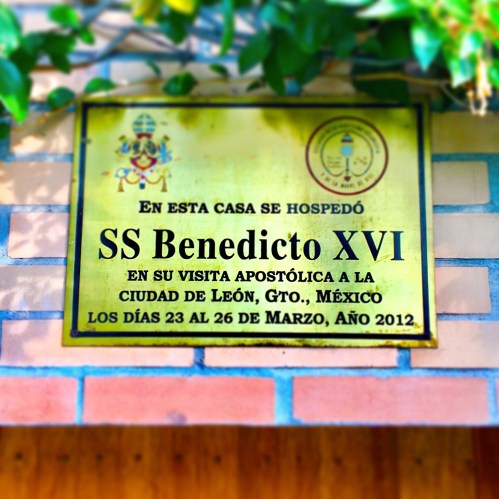 EN ESTA CASA SE HOSPEDÓ
SS Benedicto XVI
EN SU VISITA APOSTÓLICA A LA
CIUDAD DE LEÓN, GTO., MÉXICO
LOS DÍAS 23 AL 26 DE MARZO, AÑO 2012